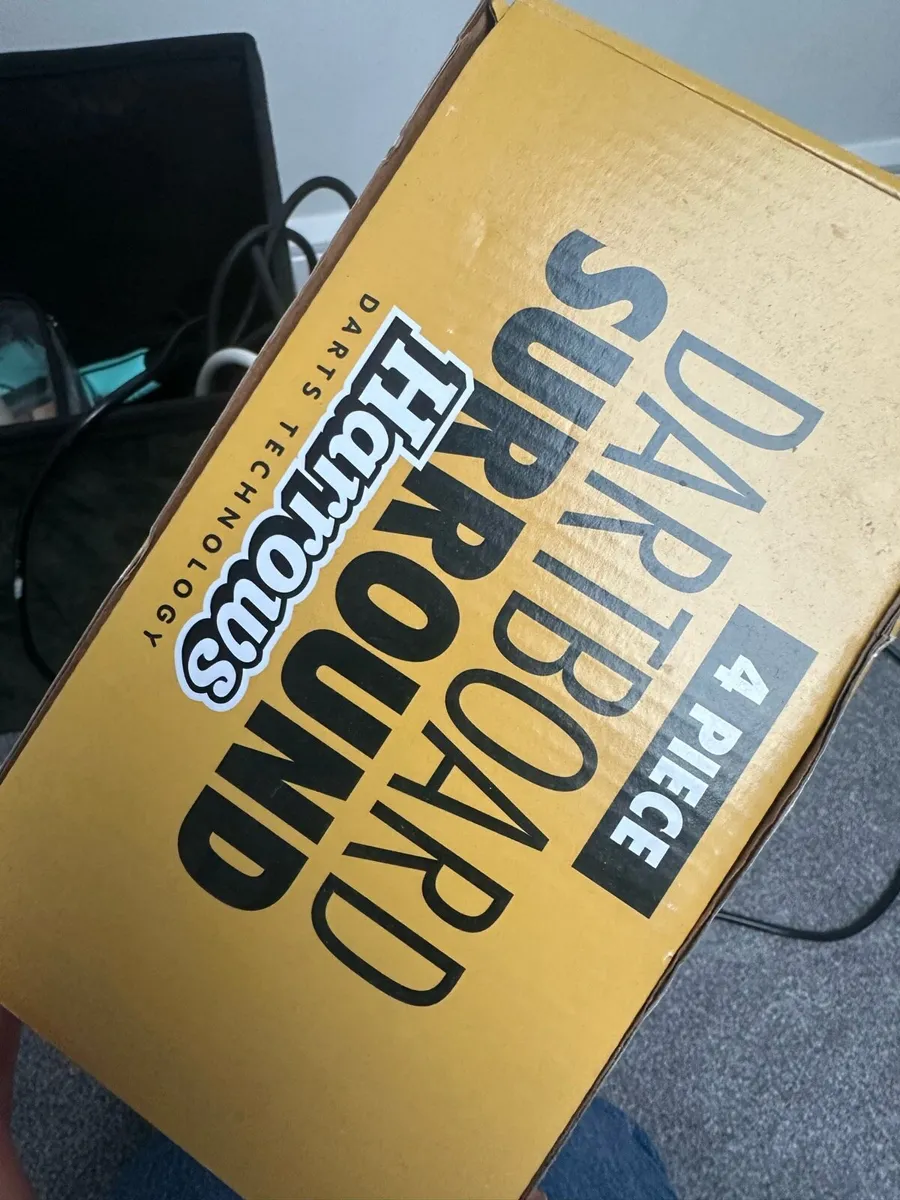 4 PIECE
DARTBOARD
SURROUND
Harrows
DARTS TECHNOLOGY